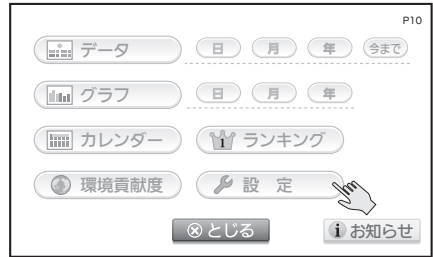 P10
データ 日 月 年 今まで
グラフ 日 月 年
カレンダー 1 ランキング
環境貢献度 設 定
とじる i お知らせ